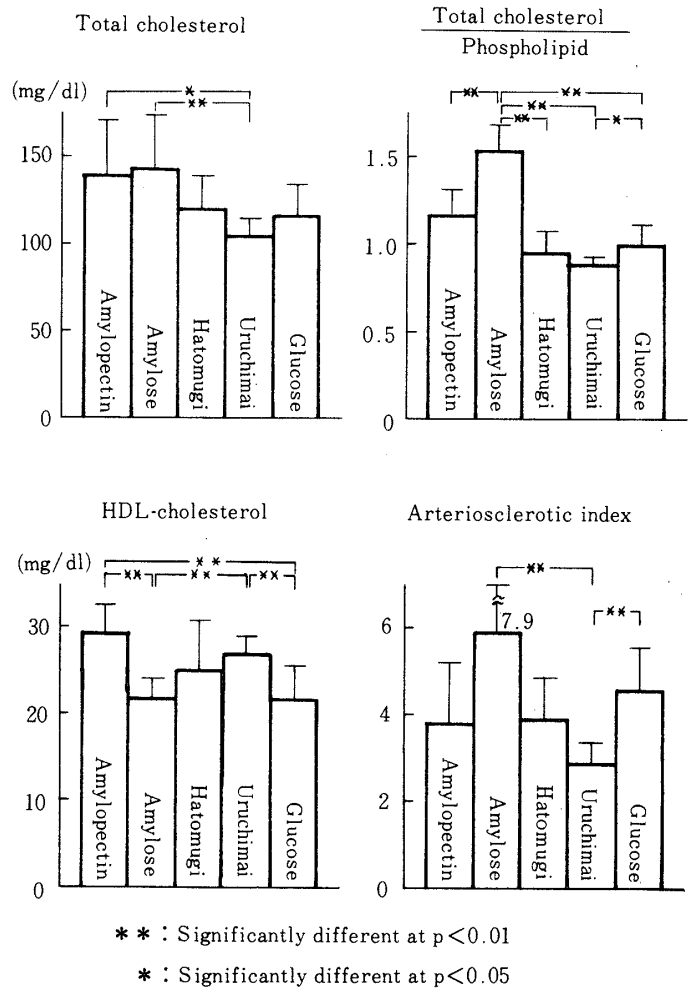 Total cholesterol
(mg/dl)
*
**
150
100
50
0
Amylopectin
Amylose
Hatomugi
Uruchimai
Glucose
Total cholesterol
Phospholipid
**
**
**
**
*
1.5
1.0
0.5
0
Amylopectin
Amylose
Hatomugi
Uruchimai
Glucose
HDL-cholesterol
(mg/dl)
**
**
**
**
30
20
10
0
Amylopectin
Amylose
Hatomugi
Uruchimai
Glucose
Arteriosclerotic index
**
**
7.9
6
4
2
0
Amylopectin
Amylose
Hatomugi
Uruchimai
Glucose
**: Significantly different at p<0.01
*: Significantly different at p<0.05